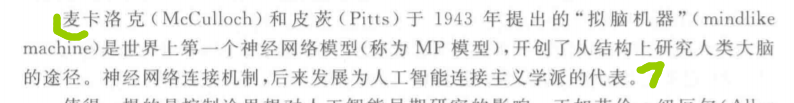 麦卡洛克(McCulloch)和皮茨(Pitts)于 1943 年提出的“拟脑机器”(mindlike
machine)是世界上第一个神经网络模型(称为 MP 模型),开创了从结构上研究人类大脑
的途径。神经网络连接机制,后来发展为人工智能连接主义学派的代表。